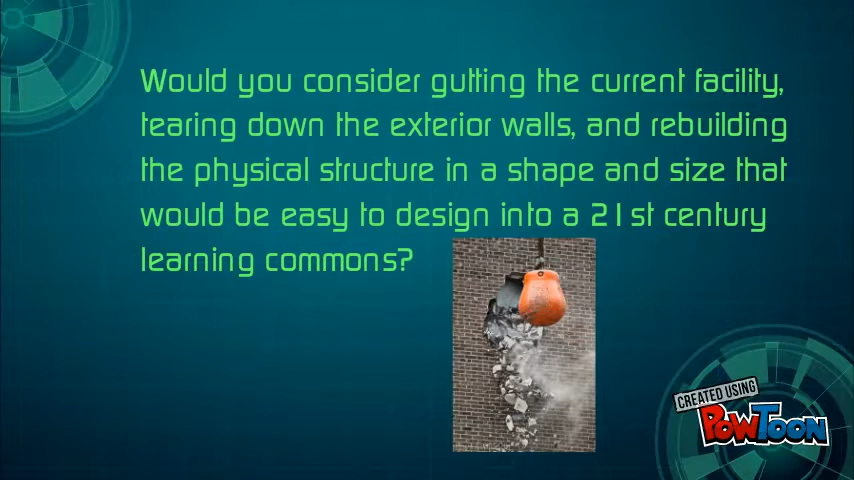 Would you consider gutting the current facility,
tearing down the exterior walls, and rebuilding
the physical structure in a shape and size that
would be easy to design into a 21st century
learning commons?
CREATED USING
POWTOON